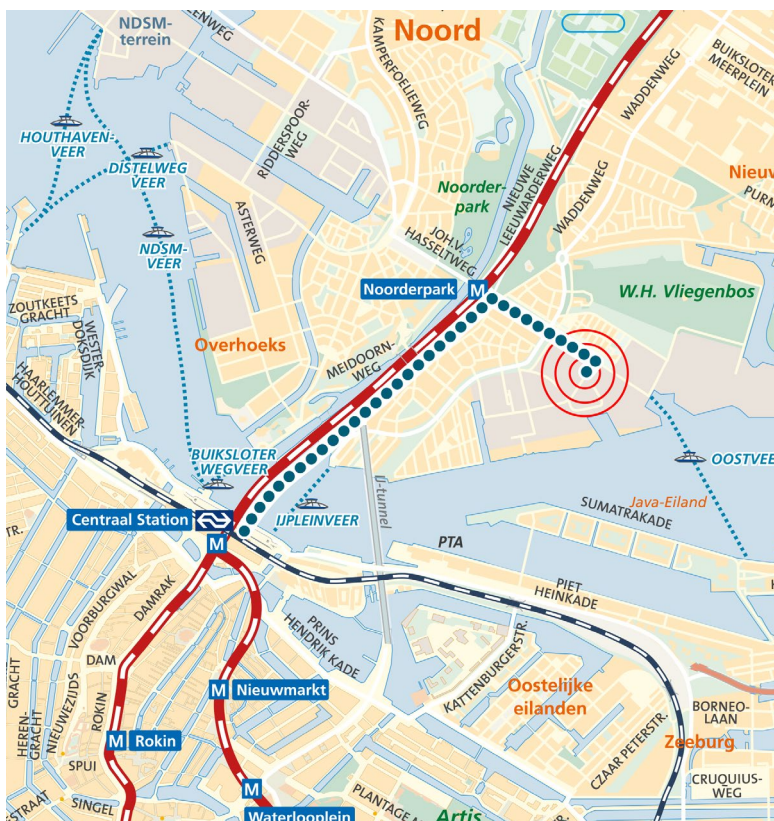 NDSM-
terrein
Noord
KAMPERFOELIEWEG
BUIKSLOTER
MEERPLEIN
WADDENWEG
HOUTHAVEN-
VEER
DISTELWEG
VEER
RIDDERSPOOR-
WEG
Noorder-
park
NIEUWE
LEEUWARDERWEG
WADDENWEG
Nieuw
PURM
ASTERWEG
NDSM-
VEER
JOH.V.
HASSELTWEG
Noorderpark M
W.H. Vliegenbos
ZOUTKEETS
GRACHT
WESTER-
DOKSDIJK
Overhoeks
MEIDOORN-
WEG
HAARLEMMER
HOUTTUINEN
BUIKSLOTER
WEGVEER
OOSTVEE
IJ-tunnel
Centraal Station
M
IJPLEINVEER
Java-Eiland
SUMATRAKADE
TR.
PTA
VOORBURGWAL
DAMRAK
PIET
HEINKADE
PRINS
HENDRIK KADE
DAM
KATTENBURGERSTR.
GRACHT
HEREN-
GRACHT
NIEUWEZIJDS
ROKIN
M Nieuwmarkt
Oostelijke
eilanden
BORNEO-
LAAN
M Rokin
Zeeburg
CZAAR PETERSTR.
SPUI
CRUQUIUS-
WEG
SINGEL
M
Waterlooplein
PLANTAGE
Artis